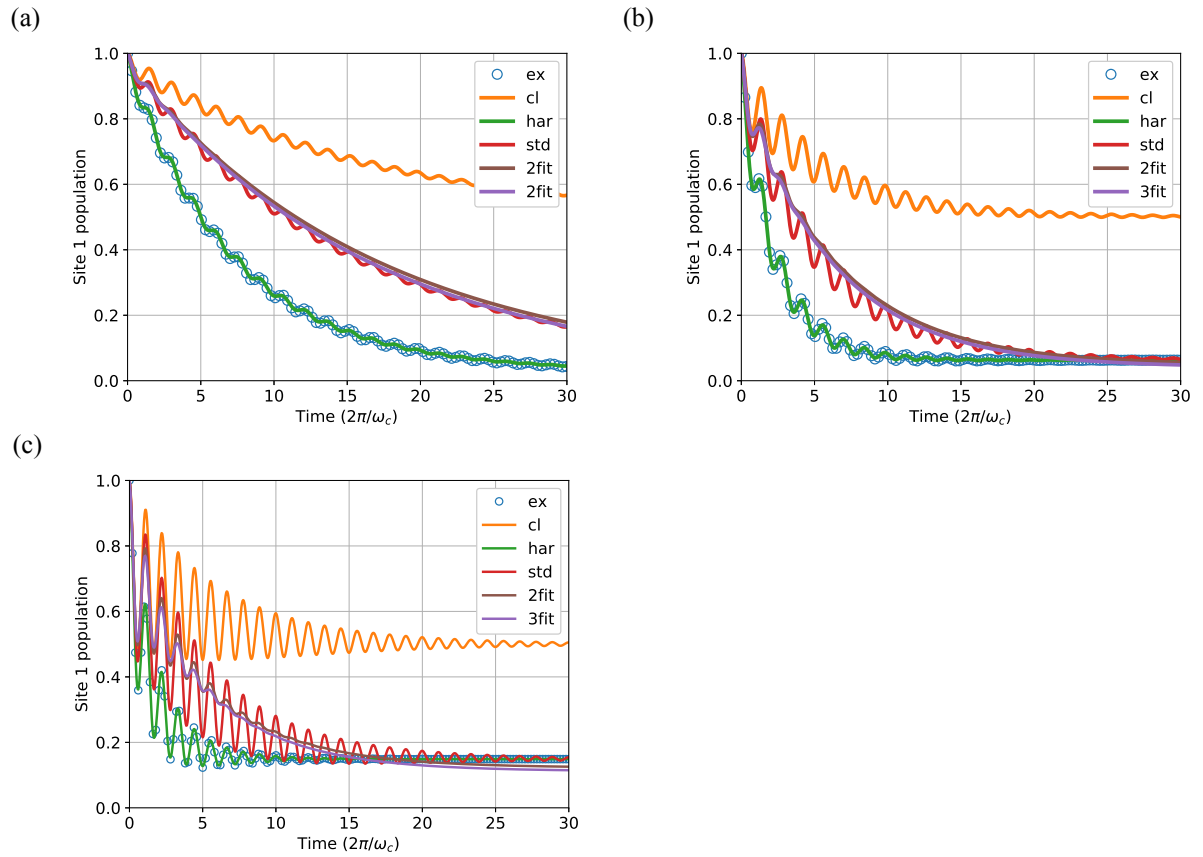 (a)
1.0
0.8
0.6
0.4
0.2
0.0
Site 1 population
0 5 10 15 20 25 30
Time (2π/ω_c)
ex
cl
har
std
2fit
2fit
(b)
1.0
0.8
0.6
0.4
0.2
0.0
Site 1 population
0 5 10 15 20 25 30
Time (2π/ω_c)
ex
cl
har
std
2fit
3fit
(c)
1.0
0.8
0.6
0.4
0.2
0.0
Site 1 population
0 5 10 15 20 25 30
Time (2π/ω_c)
ex
cl
har
std
2fit
3fit